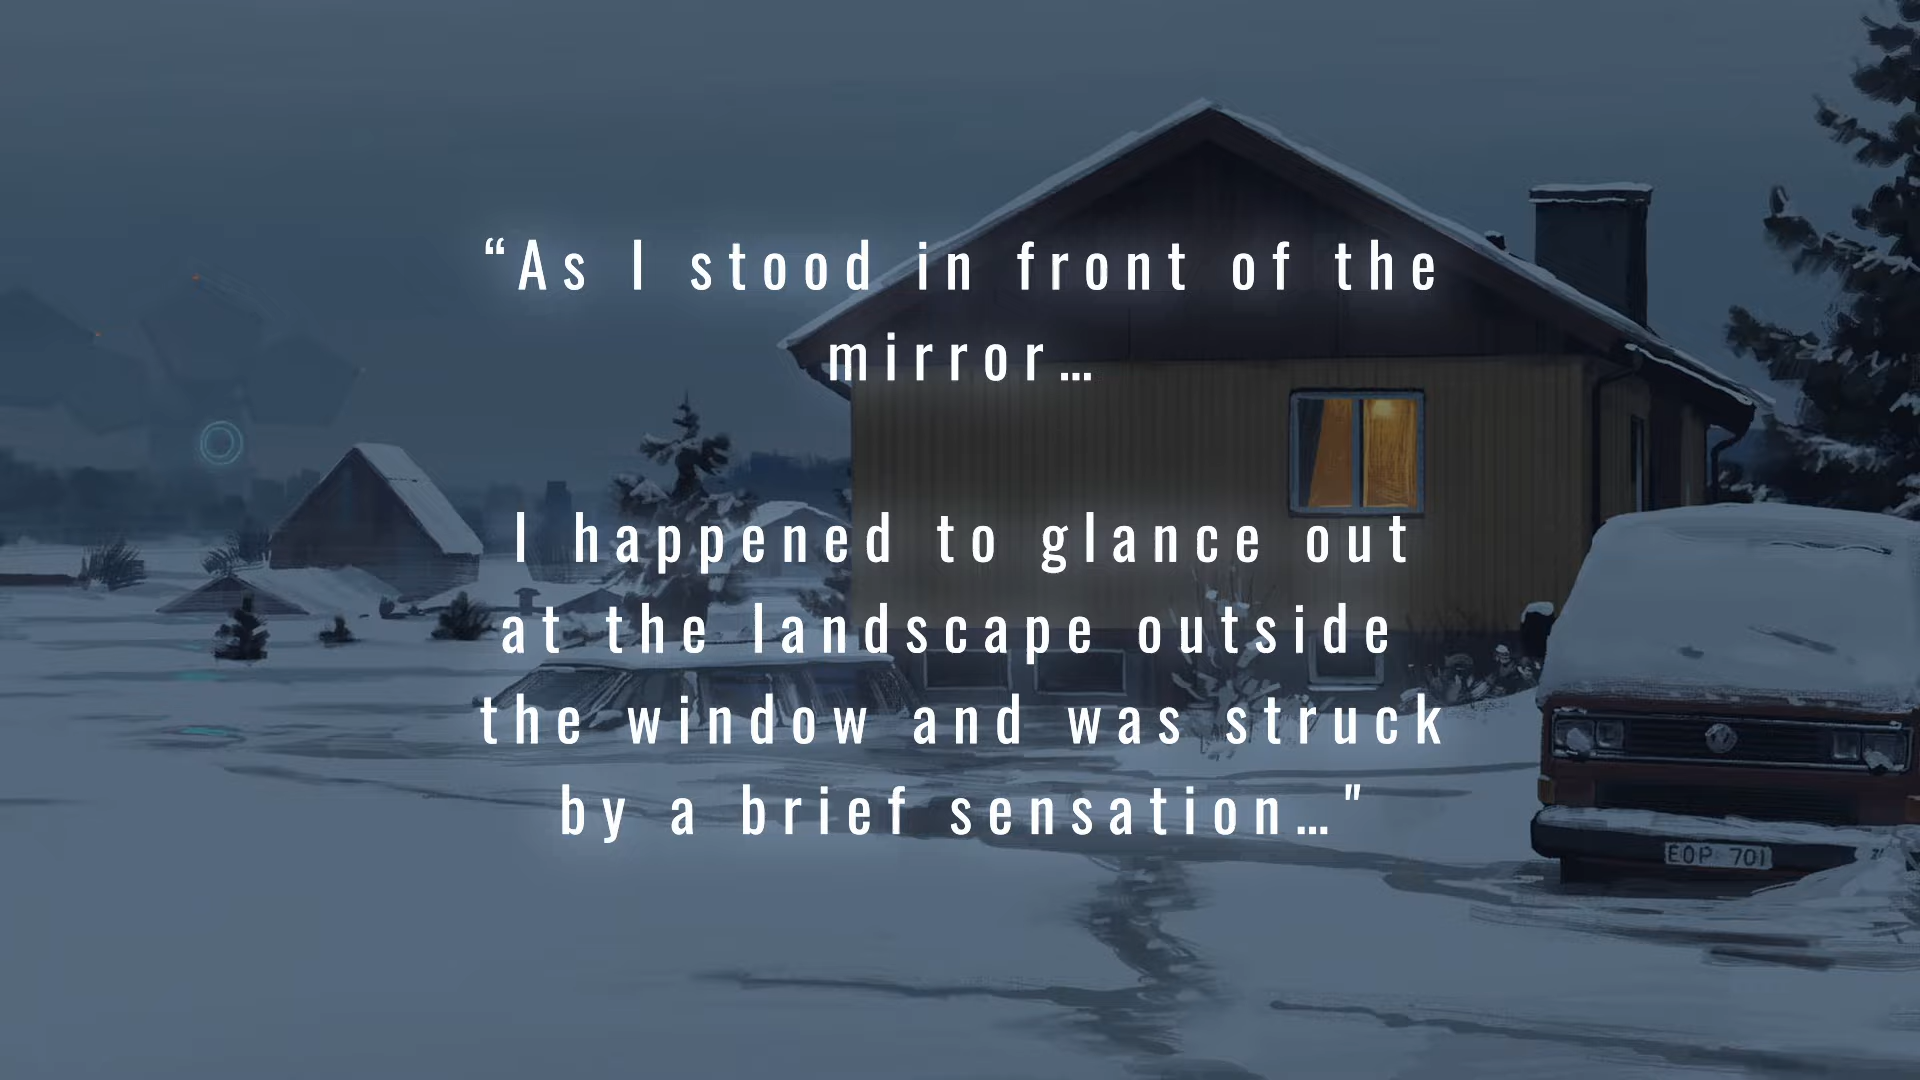 “As I stood in front of the
mirror…
I happened to glance out
at the landscape outside
the window and was struck
by a brief sensation…"
EOP 701